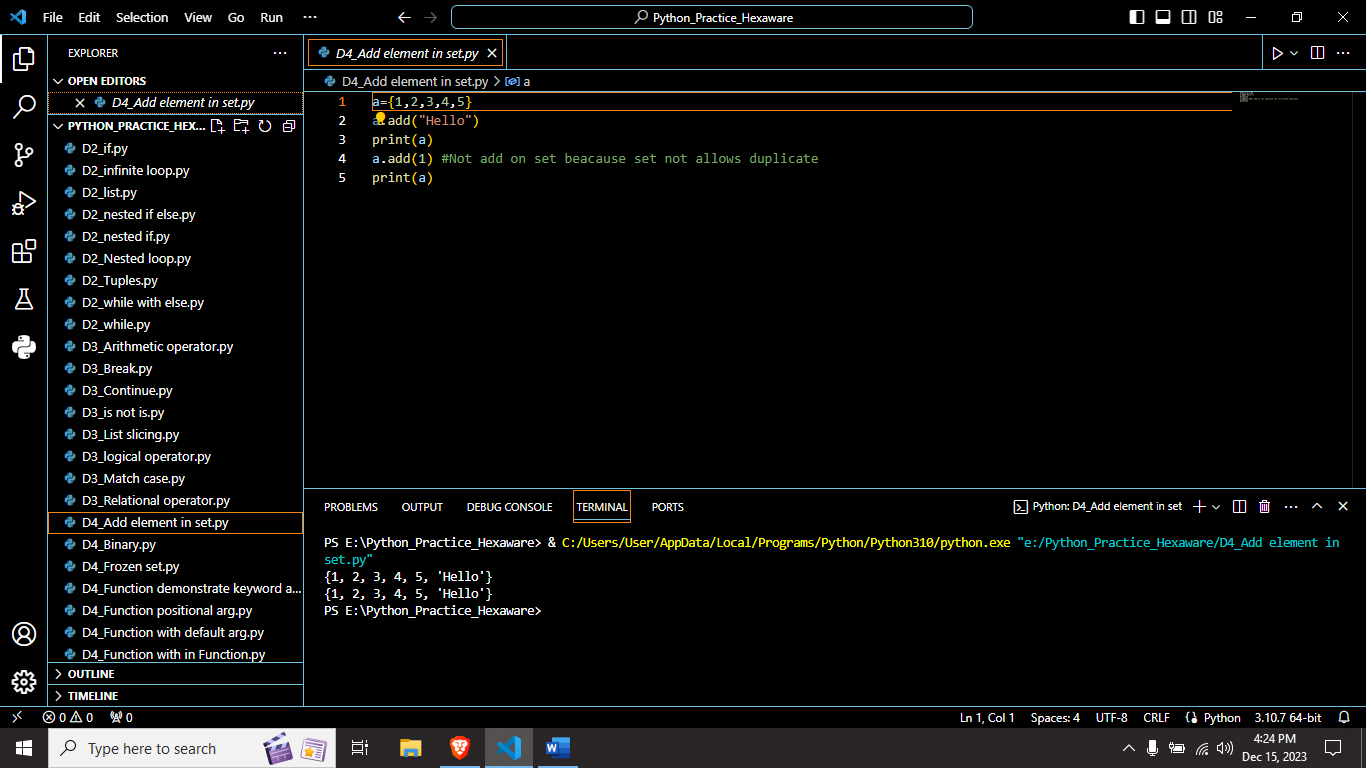 File Edit Selection View Go Run ···
Python_Practice_Hexaware
EXPLORER
OPEN EDITORS
D4_Add element in set.py
PYTHON_PRACTICE_HEX...
D2_if.py
D2_infinite loop.py
D2_list.py
D2_nested if else.py
D2_nested if.py
D2_Nested loop.py
D2_Tuples.py
D2_while with else.py
D2_while.py
D3_Arithmetic operator.py
D3_Break.py
D3_Continue.py
D3_is not is.py
D3_List slicing.py
D3_logical operator.py
D3_Match case.py
D3_Relational operator.py
D4_Add element in set.py
D4_Binary.py
D4_Frozen set.py
D4_Function demonstrate keyword a...
D4_Function positional arg.py
D4_Function with default arg.py
D4_Function with in Function.py
OUTLINE
TIMELINE
D4_Add element in set.py
D4_Add element in set.py > a
1 a={1,2,3,4,5}
2 a.add("Hello")
3 print(a)
4 a.add(1) #Not add on set beacause set not allows duplicate
5 print(a)
PROBLEMS OUTPUT DEBUG CONSOLE TERMINAL PORTS
Python: D4_Add element in set
PS E:\Python_Practice_Hexaware> & C:/Users/User/AppData/Local/Programs/Python/Python310/python.exe "e:/Python_Practice_Hexaware/D4_Add element in
set.py"
{1, 2, 3, 4, 5, 'Hello'}
{1, 2, 3, 4, 5, 'Hello'}
PS E:\Python_Practice_Hexaware>
0 0 0
Ln 1, Col 1 Spaces: 4 UTF-8 CRLF Python 3.10.7 64-bit
Type here to search
4:24 PM
Dec 15, 2023